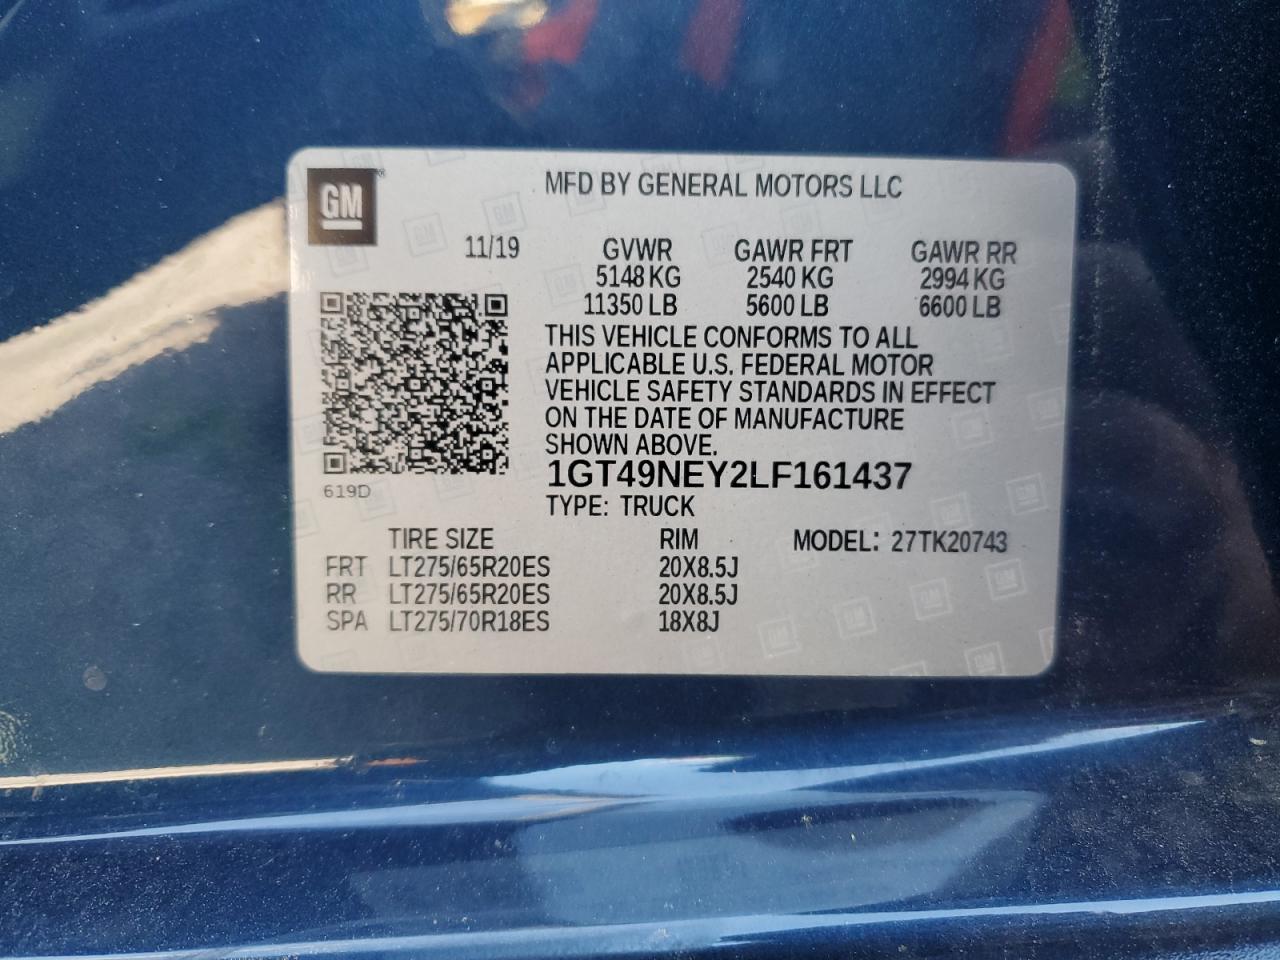 GM
MFD BY GENERAL MOTORS LLC
11/19 GVWR GAWR FRT GAWR RR
5148 KG 2540 KG 2994 KG
11350 LB 5600 LB 6600 LB
THIS VEHICLE CONFORMS TO ALL
APPLICABLE U.S. FEDERAL MOTOR
VEHICLE SAFETY STANDARDS IN EFFECT
ON THE DATE OF MANUFACTURE
SHOWN ABOVE.
1GT49NEY2LF161437
619D
TYPE: TRUCK
TIRE SIZE RIM MODEL: 27TK20743
FRT LT275/65R20ES 20X8.5J
RR LT275/65R20ES 20X8.5J
SPA LT275/70R18ES 18X8J